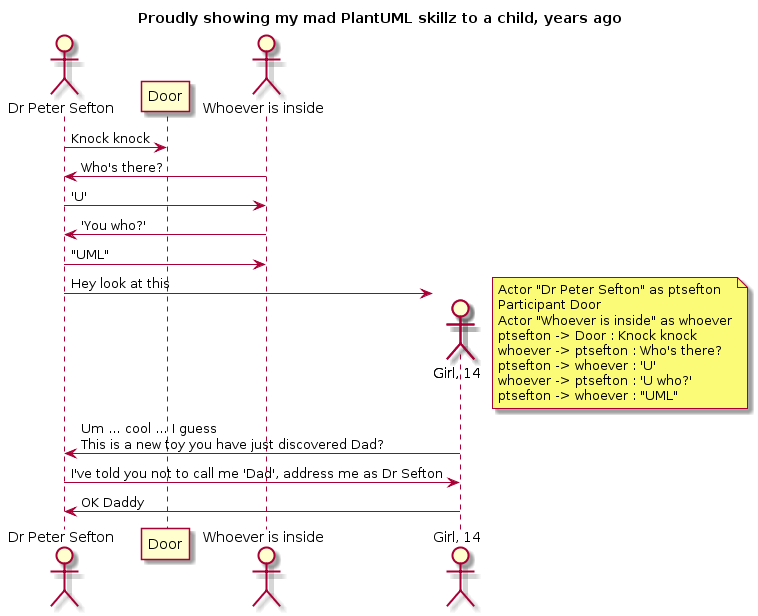 Proudly showing my mad PlantUML skillz to a child, years ago
Dr Peter Sefton
Door
Whoever is inside
Knock knock
Who's there?
'U'
'You who?'
"UML"
Hey look at this
Girl, 14
Actor "Dr Peter Sefton" as ptsefton
Participant Door
Actor "Whoever is inside" as whoever
ptsefton -> Door : Knock knock
whoever -> ptsefton : Who's there?
ptsefton -> whoever : 'U'
whoever -> ptsefton : 'U who?'
ptsefton -> whoever : "UML"
Um ... cool ... I guess
This is a new toy you have just discovered Dad?
I've told you not to call me 'Dad', address me as Dr Sefton
OK Daddy
Dr Peter Sefton
Door
Whoever is inside
Girl, 14